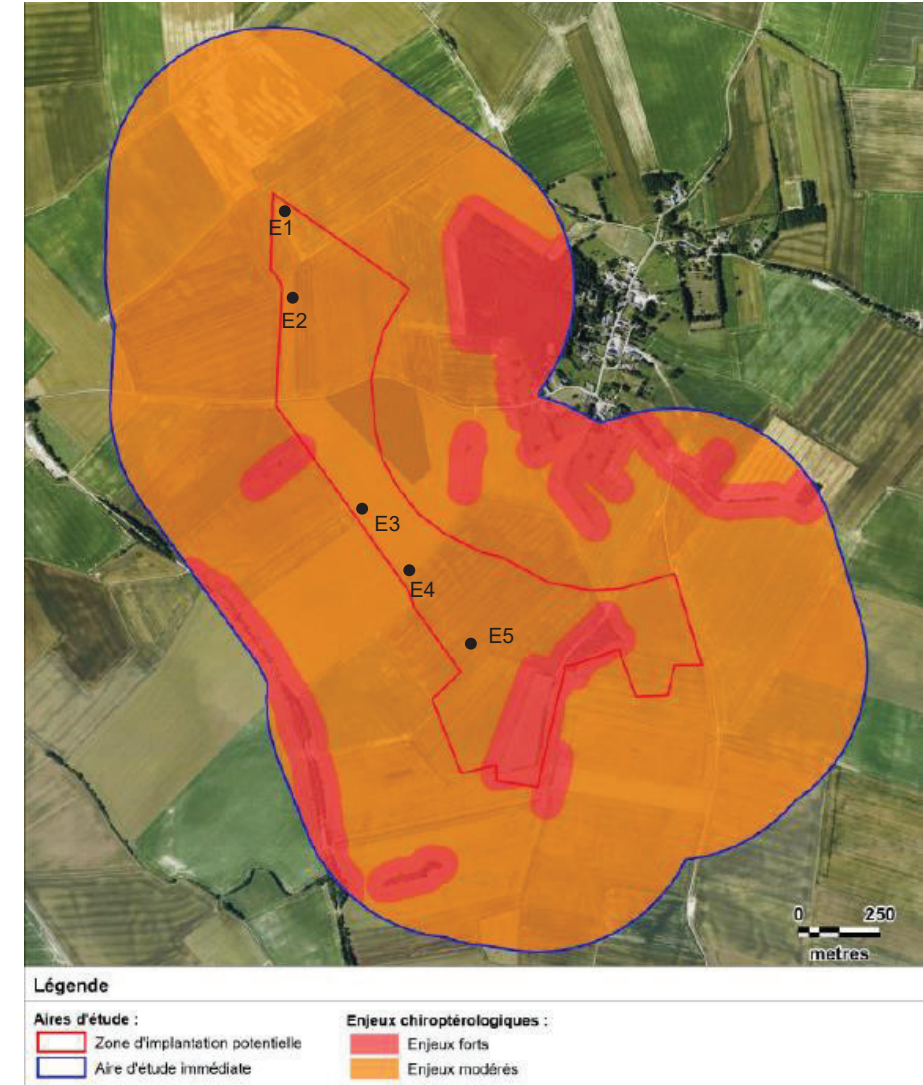 E1
E2
E3
E4
E5
0 250
metres
Légende
Aires d'étude :
Zone d'implantation potentielle
Aire d'étude immédiate
Enjeux chiroptérologiques :
Enjeux forts
Enjeux modérés